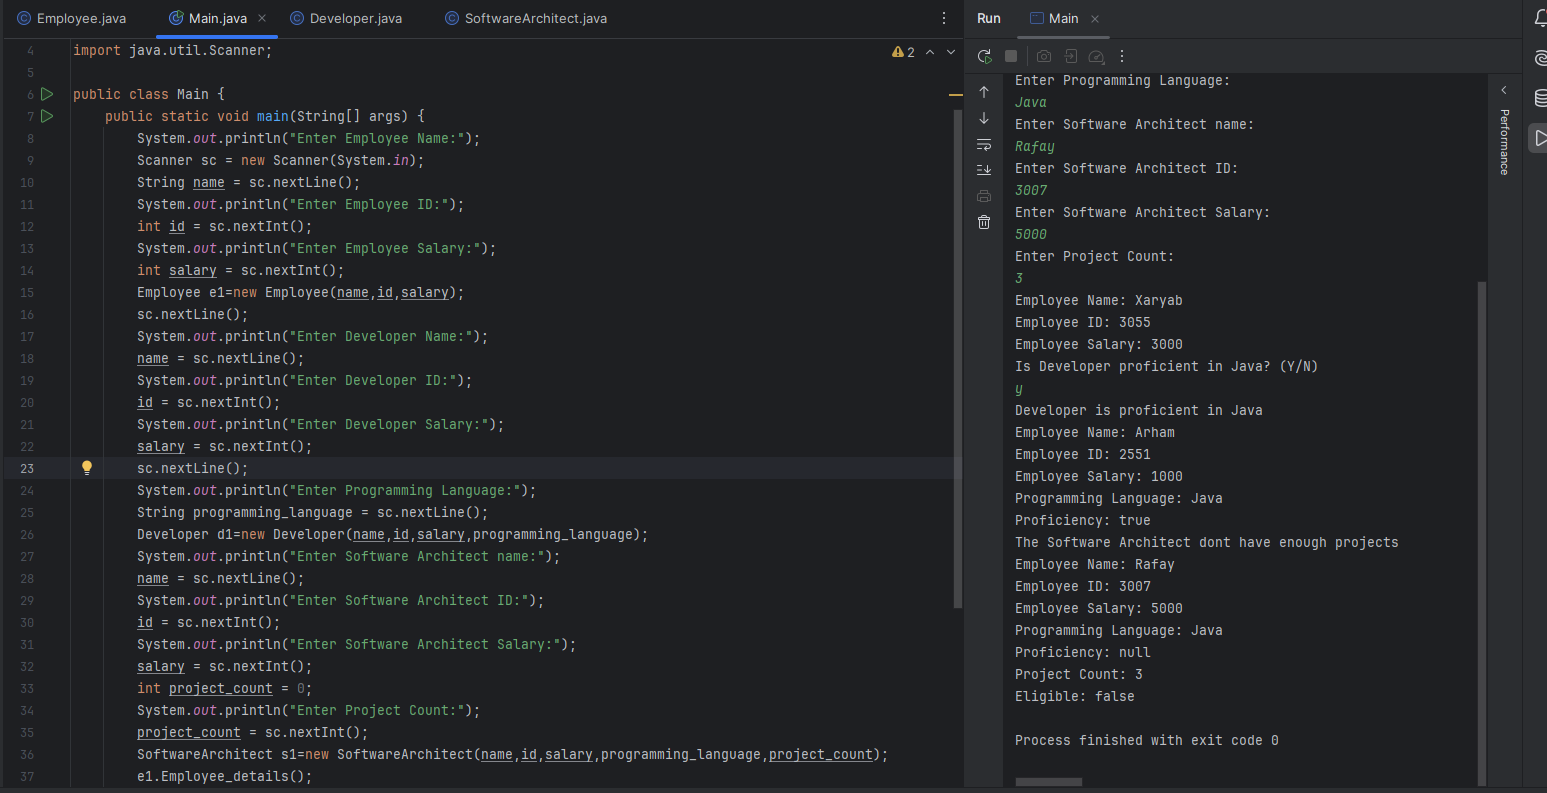 Employee.java
Main.java
Developer.java
SoftwareArchitect.java
2
4 import java.util.Scanner;
5
6 public class Main {
7 public static void main(String[] args) {
8 System.out.println("Enter Employee Name:");
9 Scanner sc = new Scanner(System.in);
10 String name = sc.nextLine();
11 System.out.println("Enter Employee ID:");
12 int id = sc.nextInt();
13 System.out.println("Enter Employee Salary:");
14 int salary = sc.nextInt();
15 Employee e1=new Employee(name,id,salary);
16 sc.nextLine();
17 System.out.println("Enter Developer Name:");
18 name = sc.nextLine();
19 System.out.println("Enter Developer ID:");
20 id = sc.nextInt();
21 System.out.println("Enter Developer Salary:");
22 salary = sc.nextInt();
23 sc.nextLine();
24 System.out.println("Enter Programming Language:");
25 String programming_language = sc.nextLine();
26 Developer d1=new Developer(name,id,salary,programming_language);
27 System.out.println("Enter Software Architect name:");
28 name = sc.nextLine();
29 System.out.println("Enter Software Architect ID:");
30 id = sc.nextInt();
31 System.out.println("Enter Software Architect Salary:");
32 salary = sc.nextInt();
33 int project_count = 0;
34 System.out.println("Enter Project Count:");
35 project_count = sc.nextInt();
36 SoftwareArchitect s1=new SoftwareArchitect(name,id,salary,programming_language,project_count);
37 e1.Employee_details();
Run
Main
Enter Programming Language:
Java
Enter Software Architect name:
Rafay
Enter Software Architect ID:
3007
Enter Software Architect Salary:
5000
Enter Project Count:
3
Employee Name: Xaryab
Employee ID: 3055
Employee Salary: 3000
Is Developer proficient in Java? (Y/N)
y
Developer is proficient in Java
Employee Name: Arham
Employee ID: 2551
Employee Salary: 1000
Programming Language: Java
Proficiency: true
The Software Architect dont have enough projects
Employee Name: Rafay
Employee ID: 3007
Employee Salary: 5000
Programming Language: Java
Proficiency: null
Project Count: 3
Eligible: false
Process finished with exit code 0
Performance